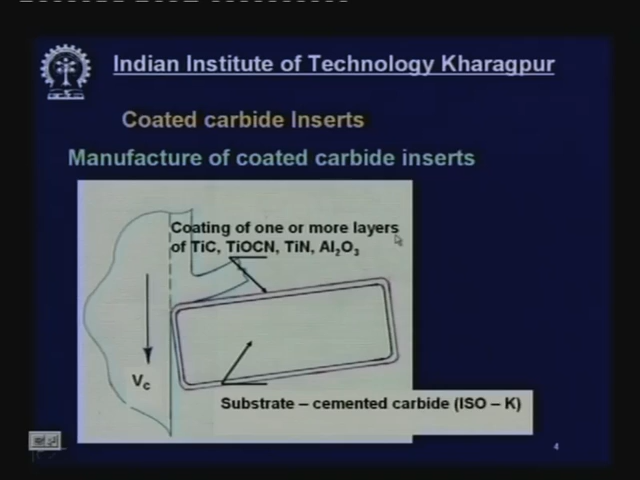 Indian Institute of Technology Kharagpur
Coated carbide Inserts
Manufacture of coated carbide inserts
Coating of one or more layers
of TiC, TiOCN, TiN, Al₂O₃
V꜀
Substrate – cemented carbide (ISO – K)
4